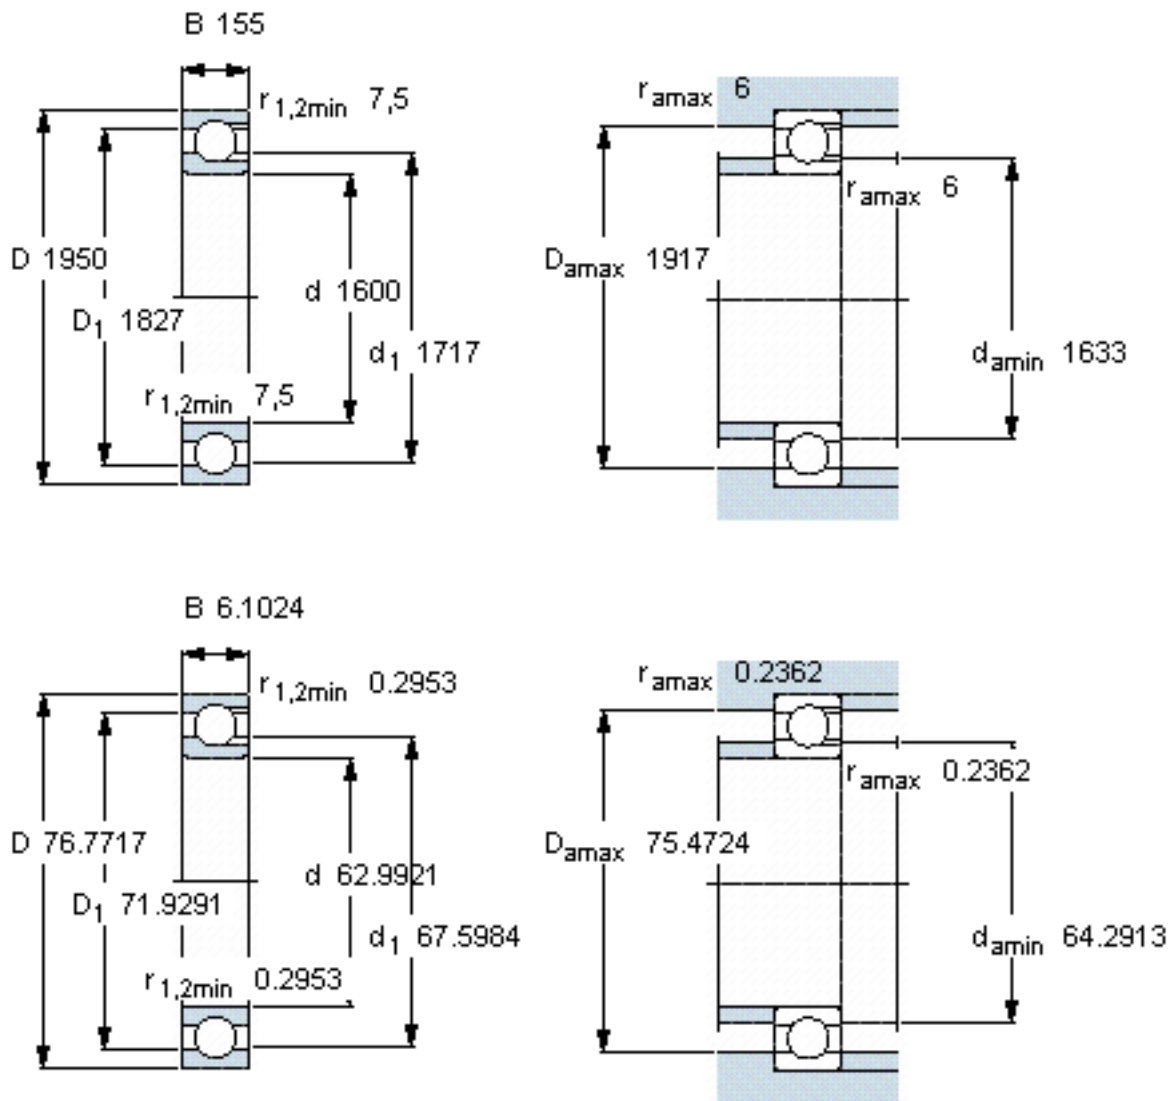 B 155
r1,2min 7,5
ramax 6
ramax 6
D 1950
Damax 1917
d 1600
D1 1827
d1 1717
damin 1633
r1,2min 7,5
B 6.1024
r1,2min 0.2953
ramax 0.2362
ramax 0.2362
D 76.7717
Damax 75.4724
d 62.9921
D1 71.9291
d1 67.5984
damin 64.2913
r1,2min 0.2953